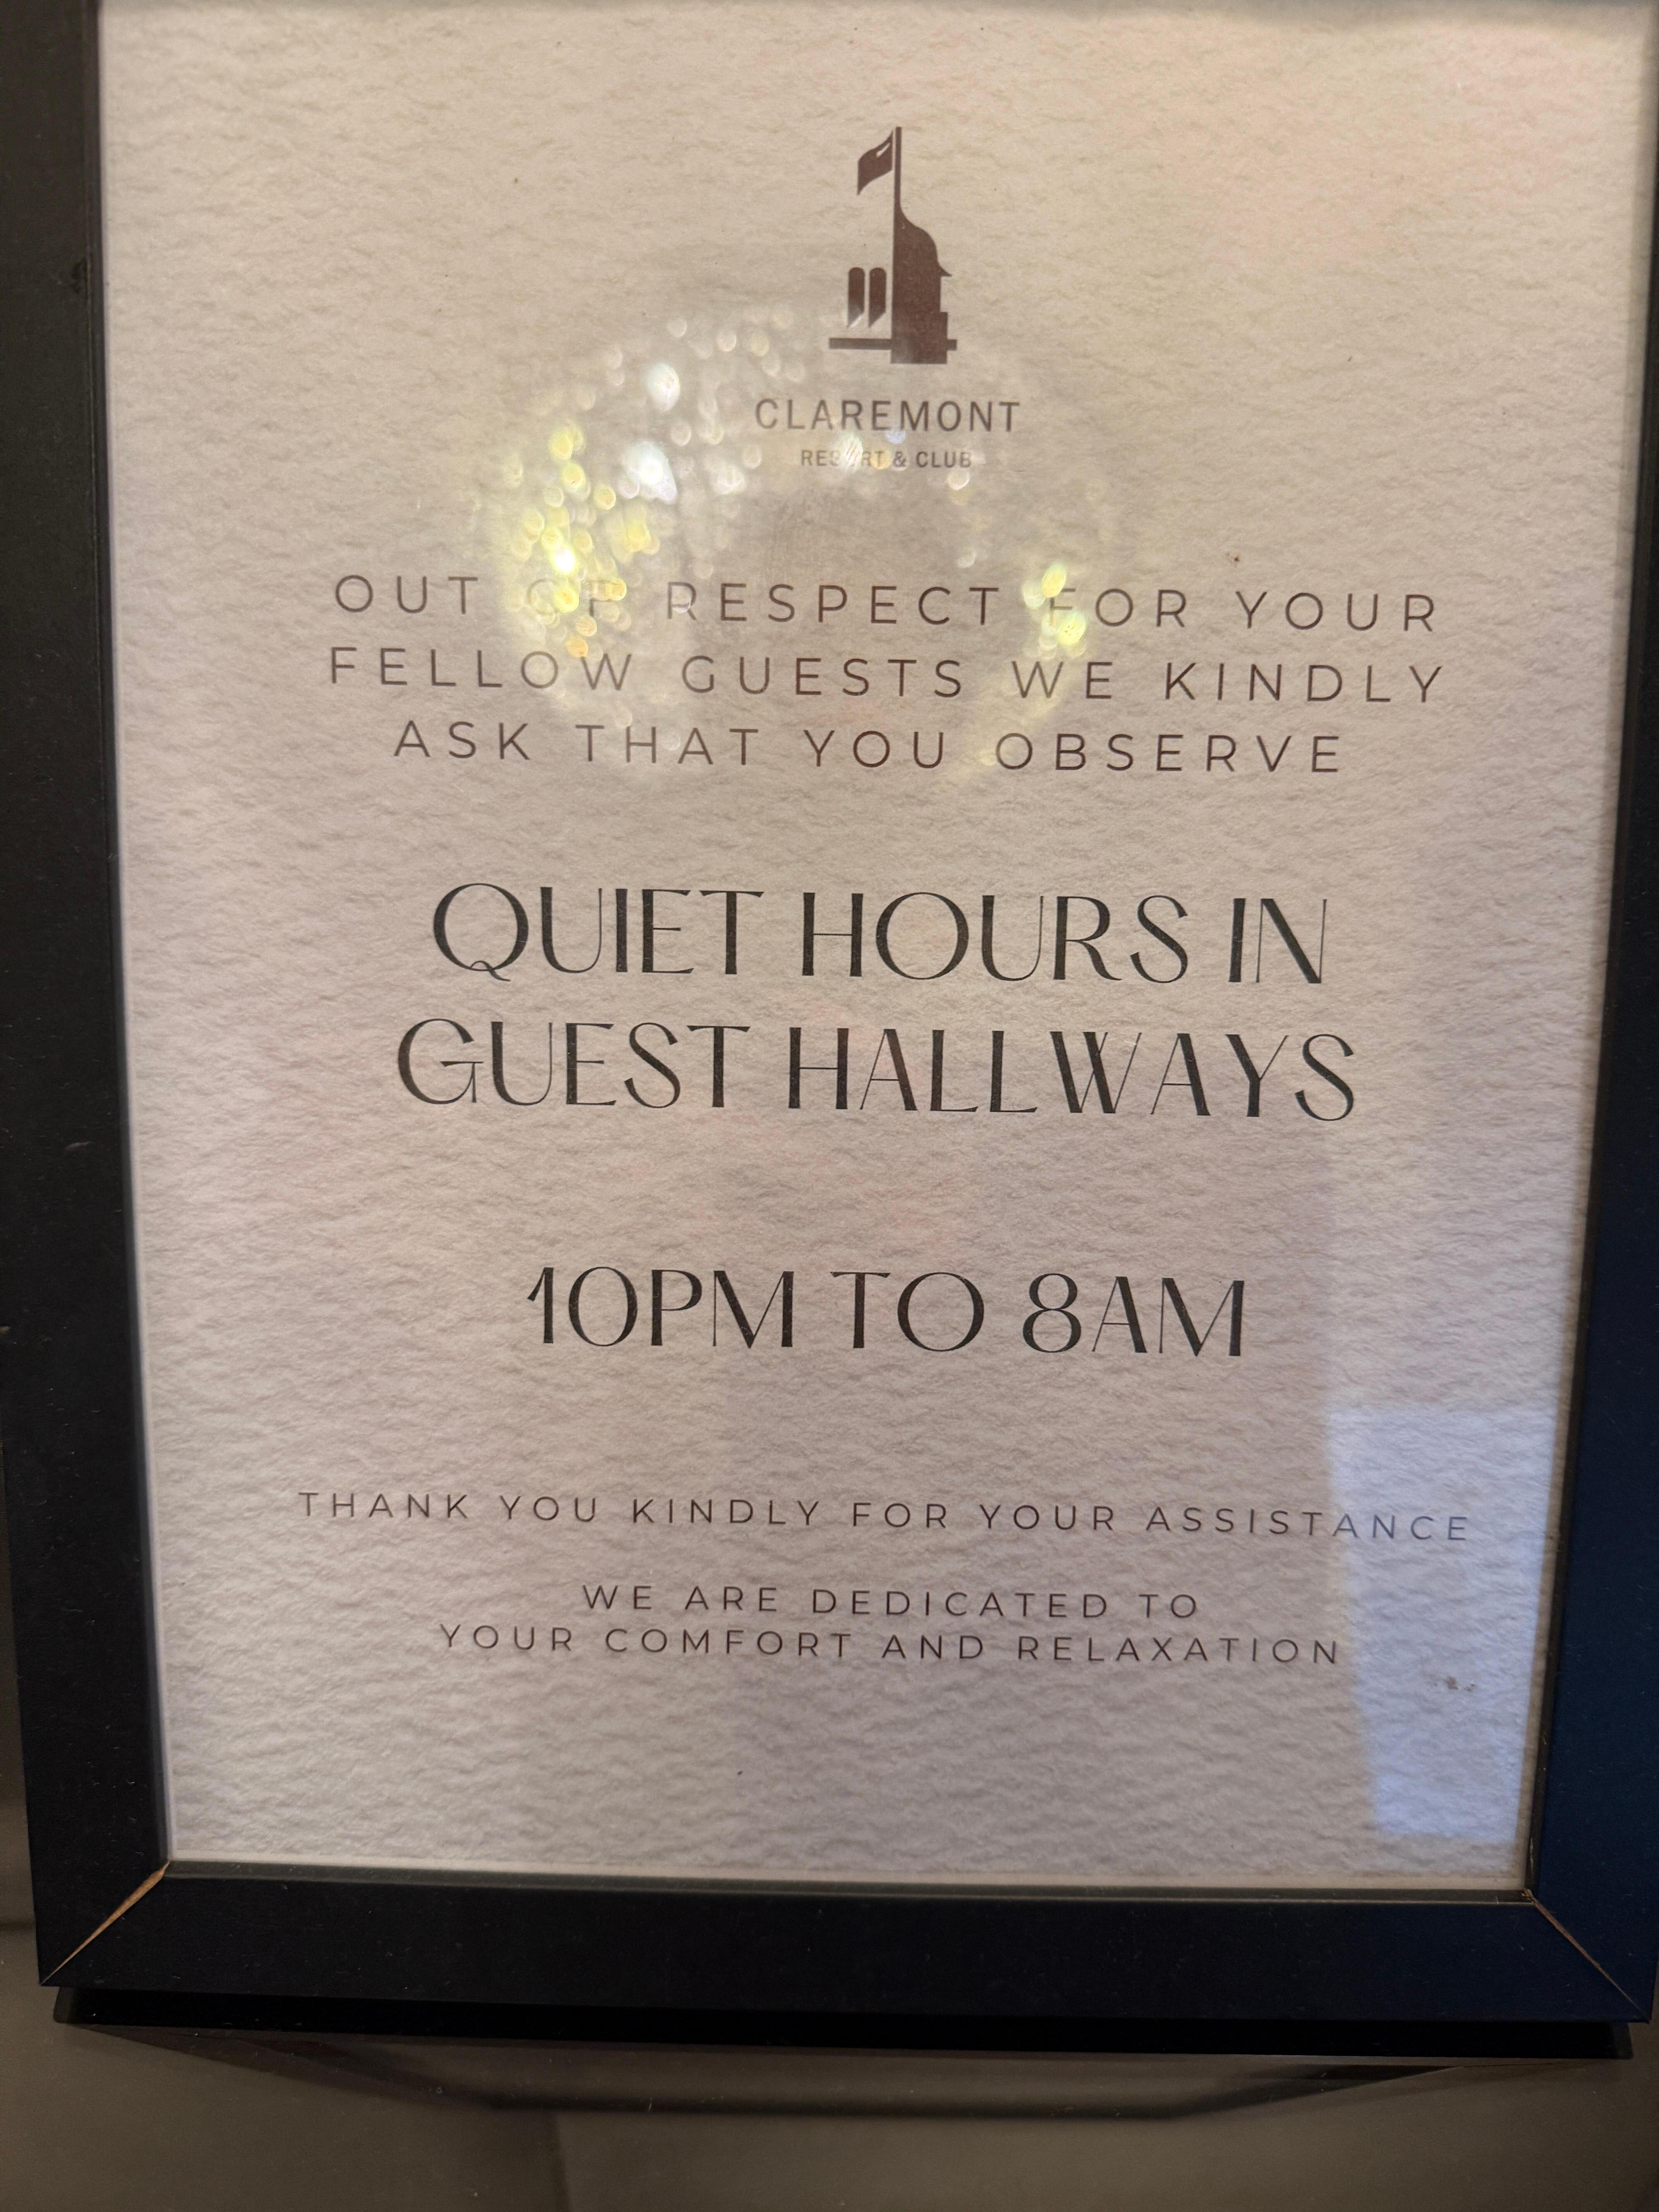 CLAREMONT
RESORT & CLUB
OUT OF RESPECT FOR YOUR
FELLOW GUESTS WE KINDLY
ASK THAT YOU OBSERVE
QUIET HOURS IN
GUEST HALLWAYS
10PM TO 8AM
THANK YOU KINDLY FOR YOUR ASSISTANCE
WE ARE DEDICATED TO
YOUR COMFORT AND RELAXATION